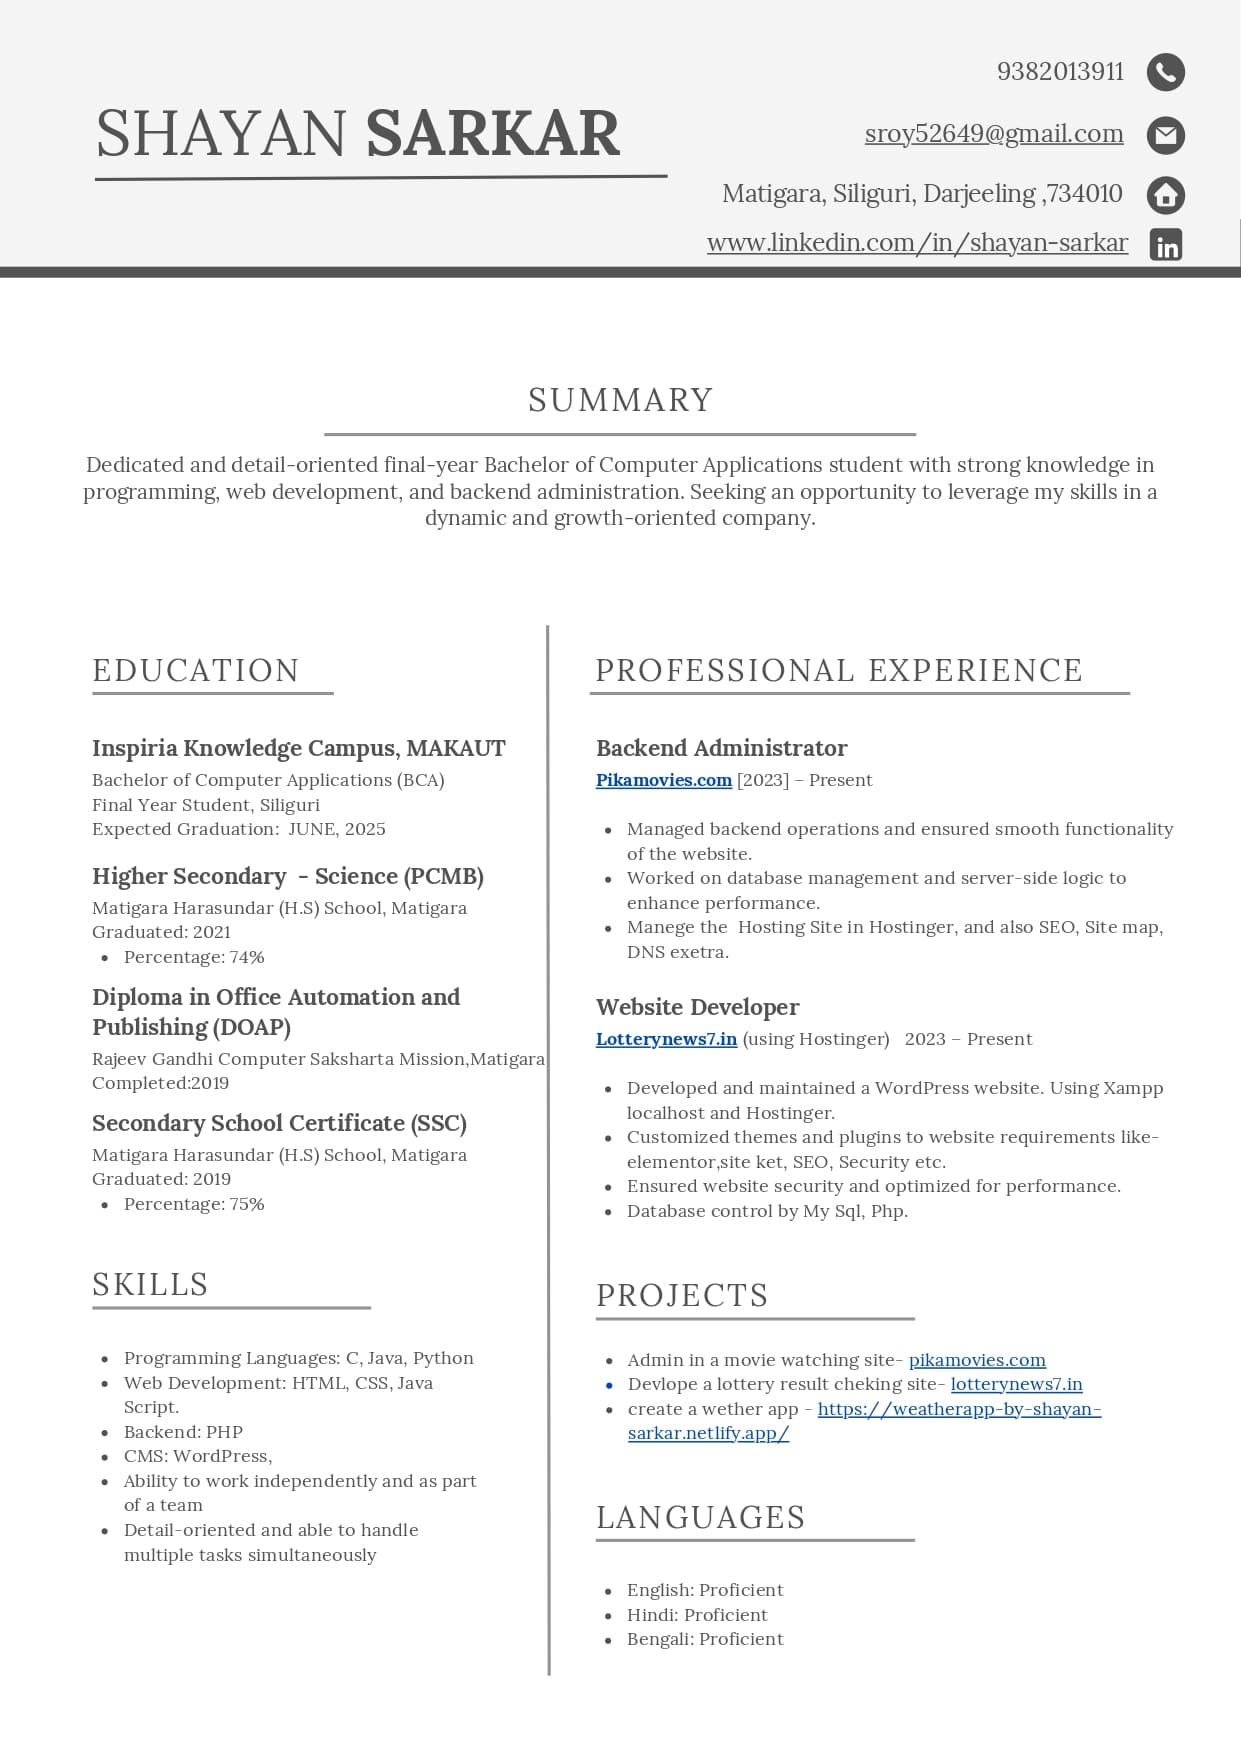 SHAYAN SARKAR
9382013911
sroy52649@gmail.com
Matigara, Siliguri, Darjeeling ,734010
www.linkedin.com/in/shayan-sarkar
SUMMARY
Dedicated and detail-oriented final-year Bachelor of Computer Applications student with strong knowledge in
programming, web development, and backend administration. Seeking an opportunity to leverage my skills in a
dynamic and growth-oriented company.
EDUCATION
Inspiria Knowledge Campus, MAKAUT
Bachelor of Computer Applications (BCA)
Final Year Student, Siliguri
Expected Graduation:  JUNE, 2025
Higher Secondary  - Science (PCMB)
Matigara Harasundar (H.S) School, Matigara
Graduated: 2021
• Percentage: 74%
Diploma in Office Automation and
Publishing (DOAP)
Rajeev Gandhi Computer Saksharta Mission,Matigara
Completed:2019
Secondary School Certificate (SSC)
Matigara Harasundar (H.S) School, Matigara
Graduated: 2019
• Percentage: 75%
SKILLS
• Programming Languages: C, Java, Python
• Web Development: HTML, CSS, Java
Script.
• Backend: PHP
• CMS: WordPress,
• Ability to work independently and as part
of a team
• Detail-oriented and able to handle
multiple tasks simultaneously
PROFESSIONAL EXPERIENCE
Backend Administrator
Pikamovies.com [2023] – Present
• Managed backend operations and ensured smooth functionality
of the website.
• Worked on database management and server-side logic to
enhance performance.
• Manege the  Hosting Site in Hostinger, and also SEO, Site map,
DNS exetra.
Website Developer
Lotterynews7.in (using Hostinger)   2023 – Present
• Developed and maintained a WordPress website. Using Xampp
localhost and Hostinger.
• Customized themes and plugins to website requirements like-
elementor,site ket, SEO, Security etc.
• Ensured website security and optimized for performance.
• Database control by My Sql, Php.
PROJECTS
• Admin in a movie watching site- pikamovies.com
• Devlope a lottery result cheking site- lotterynews7.in
• create a wether app - https://weatherapp-by-shayan-
sarkar.netlify.app/
LANGUAGES
• English: Proficient
• Hindi: Proficient
• Bengali: Proficient